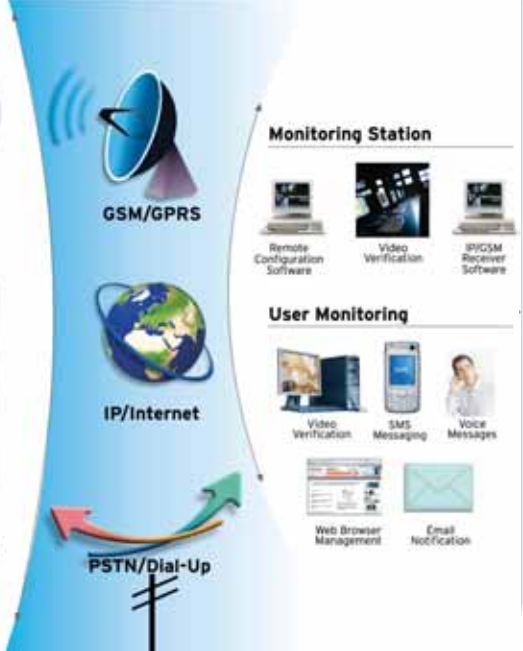 GSM/GPRS
IP/Internet
PSTN/Dial-Up
Monitoring Station
Remote
Configuration
Software
Video
Verification
IP/GSM
Receiver
Software
User Monitoring
Video
Verification
SMS
Messaging
Voice
Messages
Web Browser
Management
Email
Notification